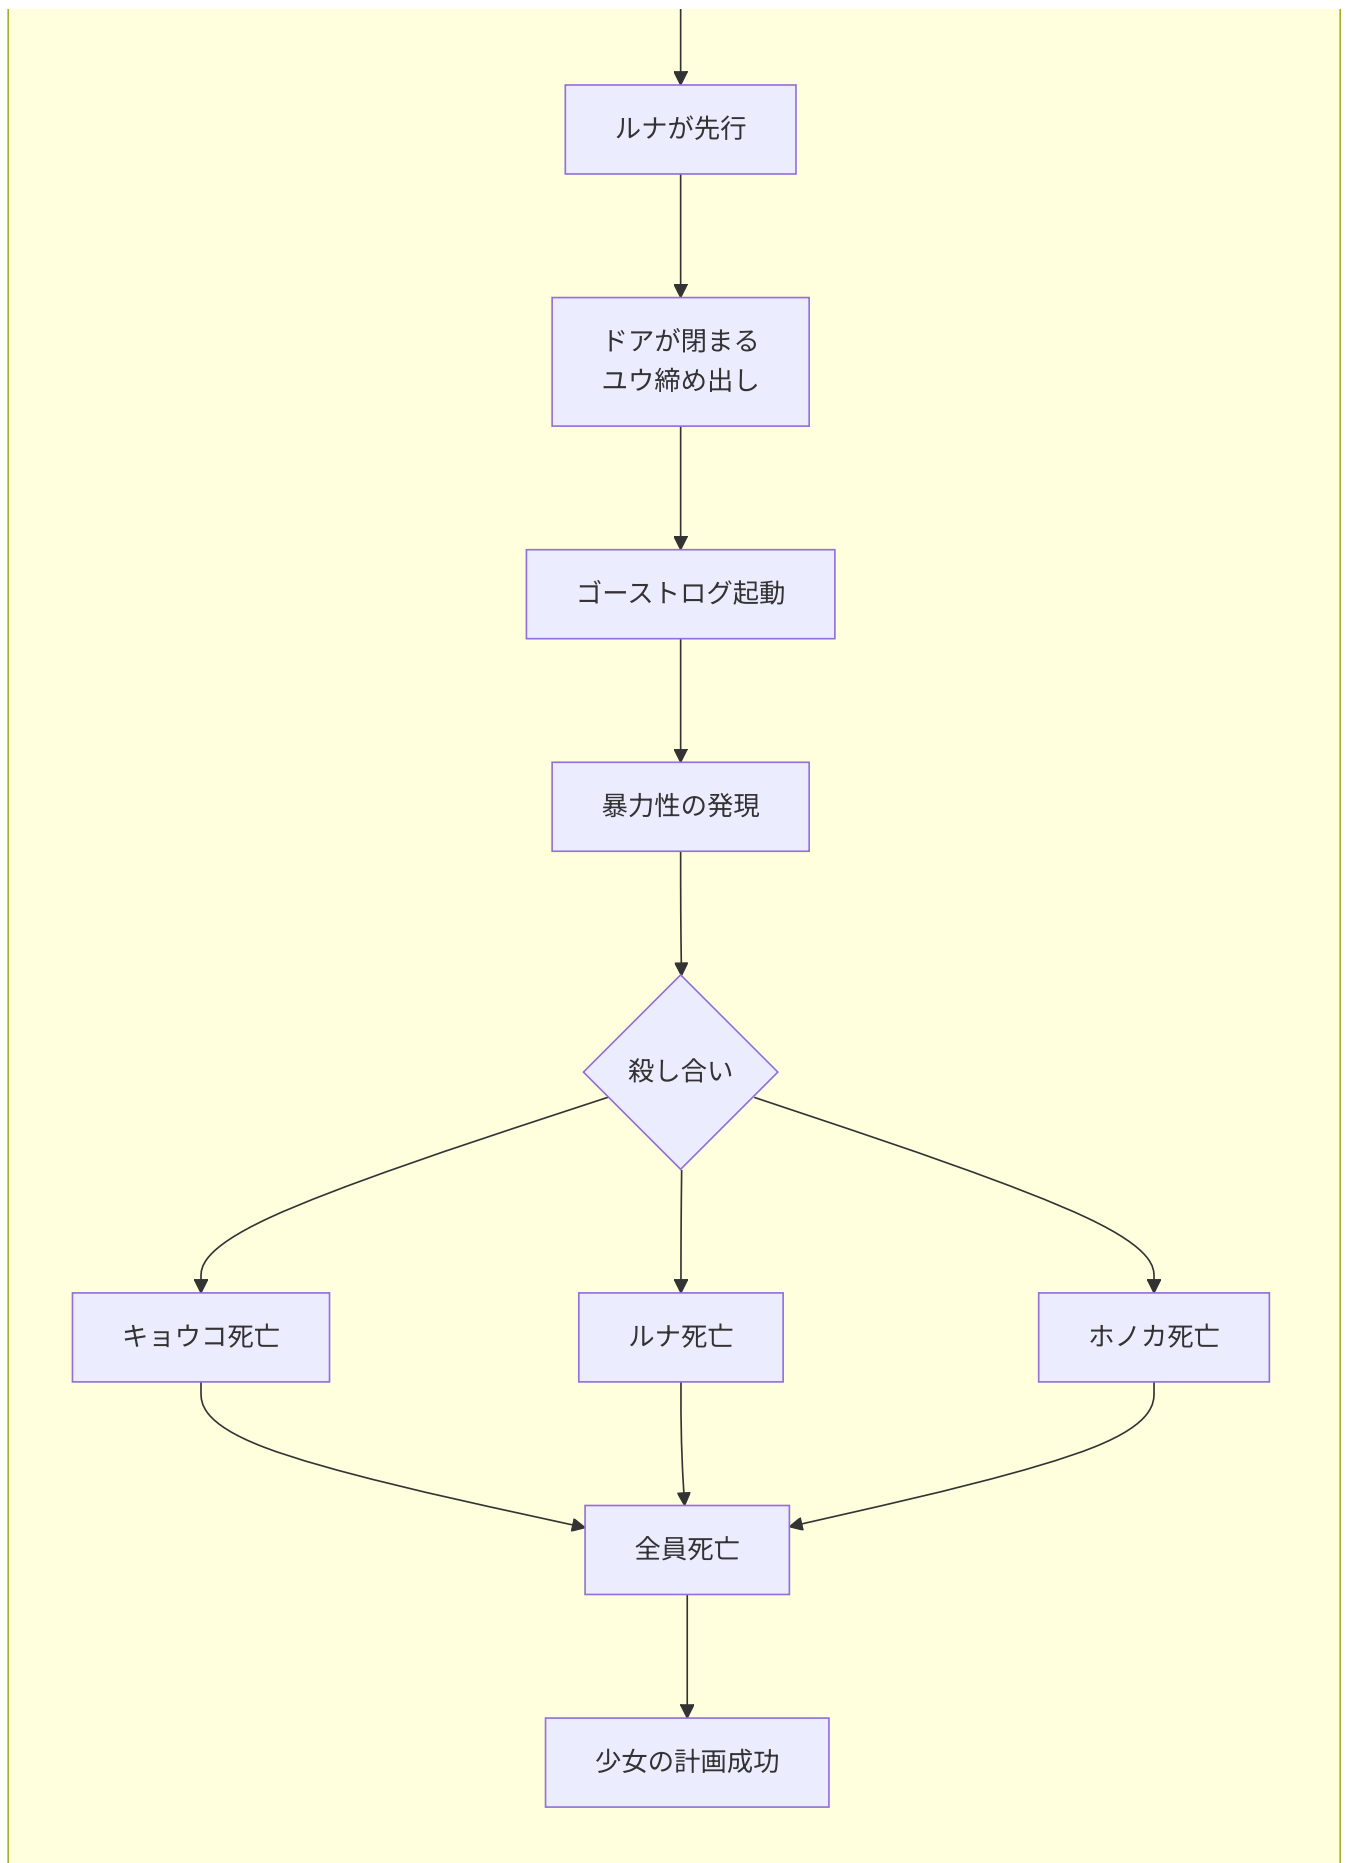 ルナが先行
ドアが閉まる
ユウ締め出し
ゴーストログ起動
暴力性の発現
殺し合い
キョウコ死亡
ルナ死亡
ホノカ死亡
全員死亡
少女の計画成功